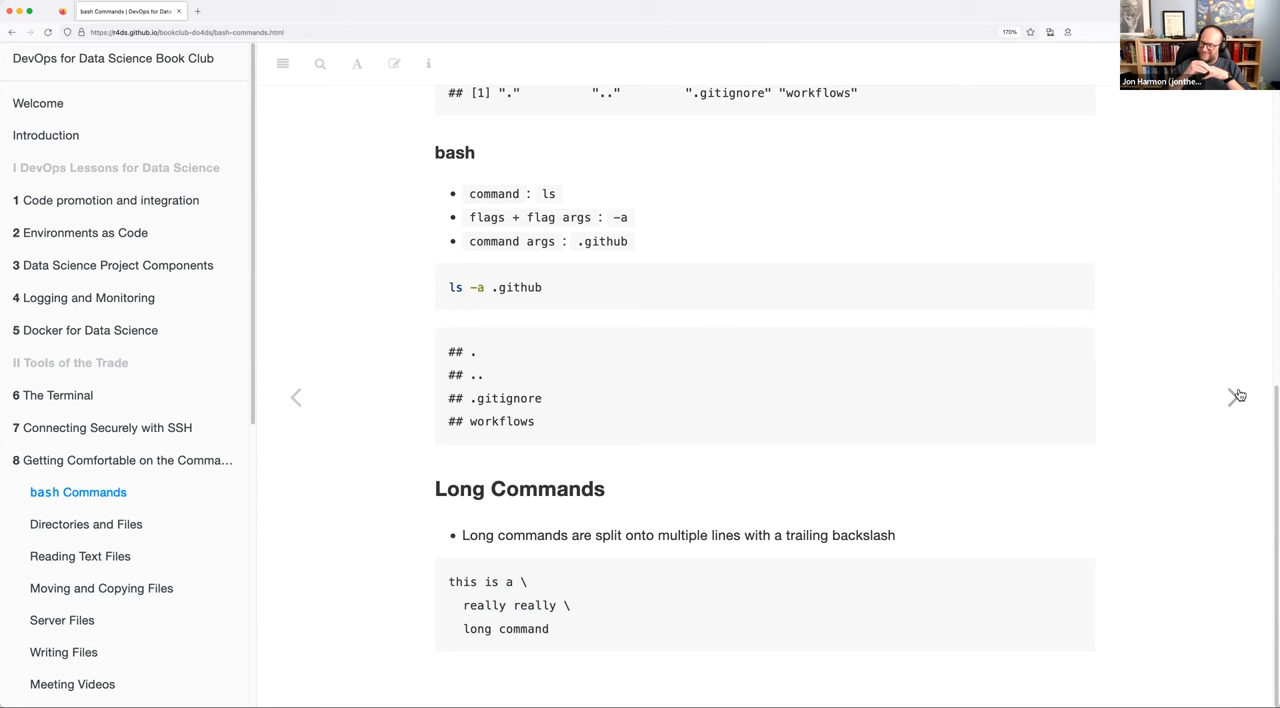 bash Commands | DevOps for Data
https://r4ds.github.io/bookclub-do4ds/bash-commands.html
170%
Jon Harmon (jonthe...
DevOps for Data Science Book Club
Welcome
Introduction
I DevOps Lessons for Data Science
1 Code promotion and integration
2 Environments as Code
3 Data Science Project Components
4 Logging and Monitoring
5 Docker for Data Science
II Tools of the Trade
6 The Terminal
7 Connecting Securely with SSH
8 Getting Comfortable on the Comma...
bash Commands
Directories and Files
Reading Text Files
Moving and Copying Files
Server Files
Writing Files
Meeting Videos
## [1] "." ".." ".gitignore" "workflows"
bash
• command : ls
• flags + flag args : -a
• command args : .github
ls -a .github
## .
## ..
## .gitignore
## workflows
Long Commands
• Long commands are split onto multiple lines with a trailing backslash
this is a \
really really \
long command